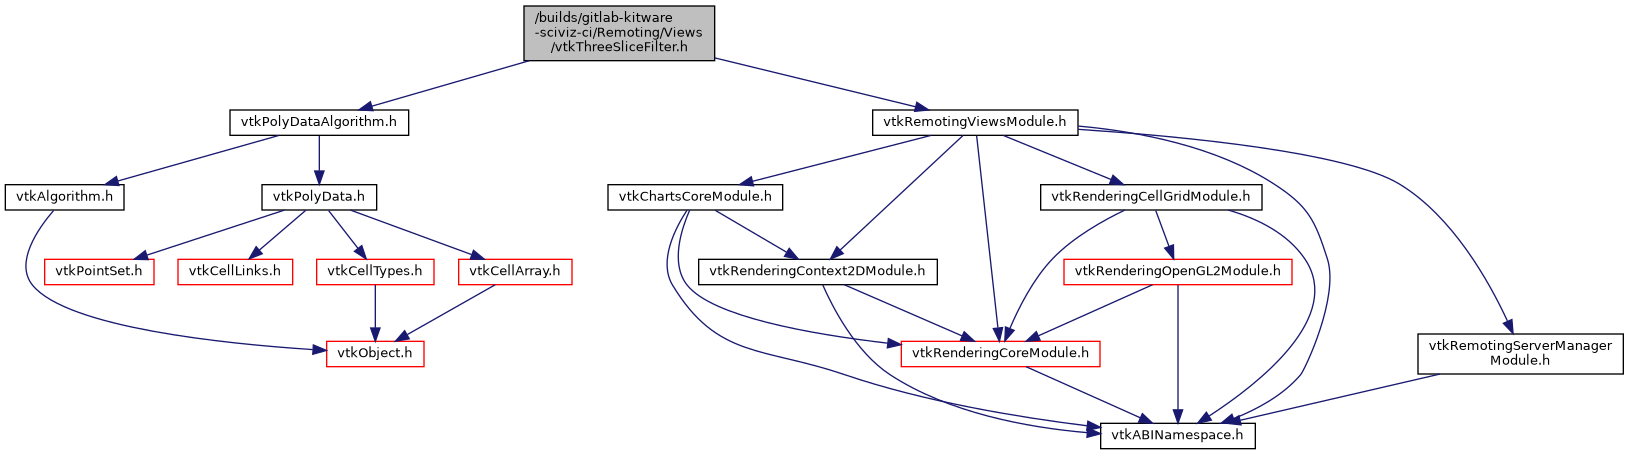 /builds/gitlab-kitware
-sciviz-ci/Remoting/Views
/vtkThreeSliceFilter.h
vtkPolyDataAlgorithm.h
vtkRemotingViewsModule.h
vtkAlgorithm.h
vtkPolyData.h
vtkChartsCoreModule.h
vtkRenderingCellGridModule.h
vtkPointSet.h
vtkCellLinks.h
vtkCellTypes.h
vtkCellArray.h
vtkRenderingContext2DModule.h
vtkRenderingOpenGL2Module.h
vtkObject.h
vtkRenderingCoreModule.h
vtkRemotingServerManager
Module.h
vtkABINamespace.h